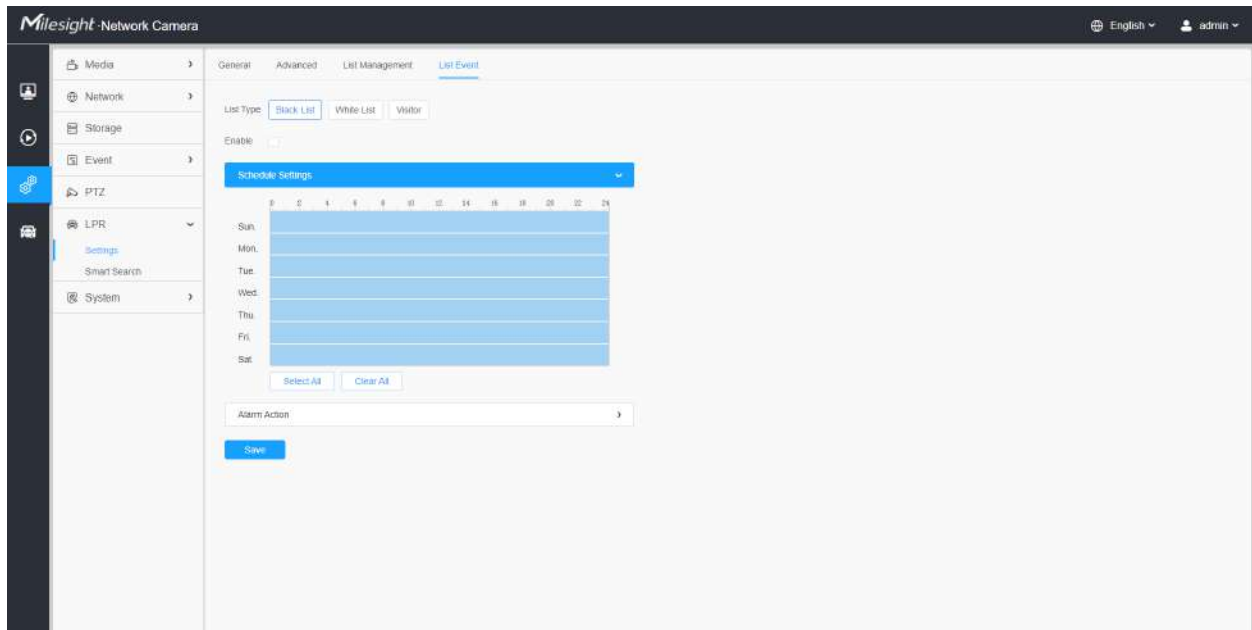 Milesight - Network Camera
English
admin
Media
Network
Storage
Event
PTZ
LPR
Settings
Smart Search
System
General Advanced List Management List Event
List Type Black List White List Visitor
Enable
Schedule Settings
0 2 4 6 8 10 12 14 16 18 20 22 24
Sun.
Mon.
Tue.
Wed.
Thu.
Fri.
Sat.
Select All Clear All
Alarm Action
Save